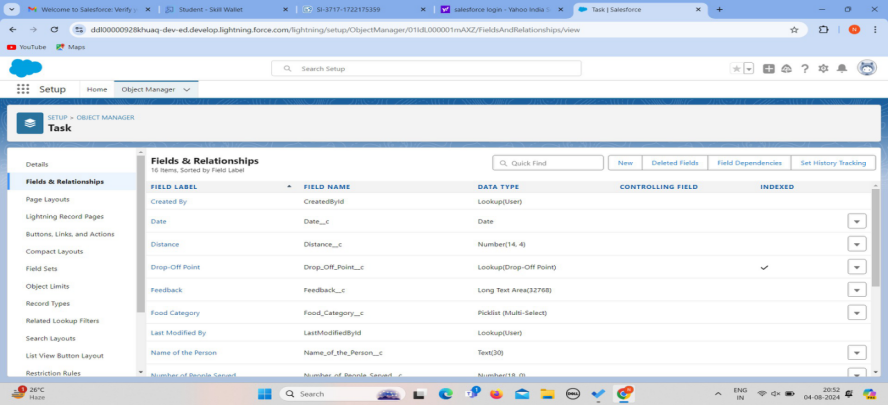 Welcome to Salesforce: Verify
Student - Skill Wallet
SI-3717-1722175359
salesforce login - Yahoo India
Task | Salesforce
ddl00000928khuaq-dev-ed.develop.lightning.force.com/lightning/setup/ObjectManager/01IdL000001mAXZ/FieldsAndRelationships/view
YouTube Maps
Search Setup
Setup Home Object Manager
SETUP > OBJECT MANAGER
Task
Details
Fields & Relationships
Page Layouts
Lightning Record Pages
Buttons, Links, and Actions
Compact Layouts
Field Sets
Object Limits
Record Types
Related Lookup Filters
Search Layouts
List View Button Layout
Restriction Rules
Fields & Relationships
16 Items, Sorted by Field Label
Quick Find
New Deleted Fields Field Dependencies Set History Tracking
FIELD LABEL FIELD NAME DATA TYPE CONTROLLING FIELD INDEXED
Created By CreatedById Lookup(User)
Date Date__c Date
Distance Distance__c Number(14, 4)
Drop-Off Point Drop_Off_Point__c Lookup(Drop-Off Point)
Feedback Feedback__c Long Text Area(32768)
Food Category Food_Category__c Picklist (Multi-Select)
Last Modified By LastModifiedById Lookup(User)
Name of the Person Name_of_the_Person__c Text(30)
Number of People Served Number_of_People_Served__c Number(18, 0)
26°C
Haze
Search
ENG
IN
20:52
04-08-2024